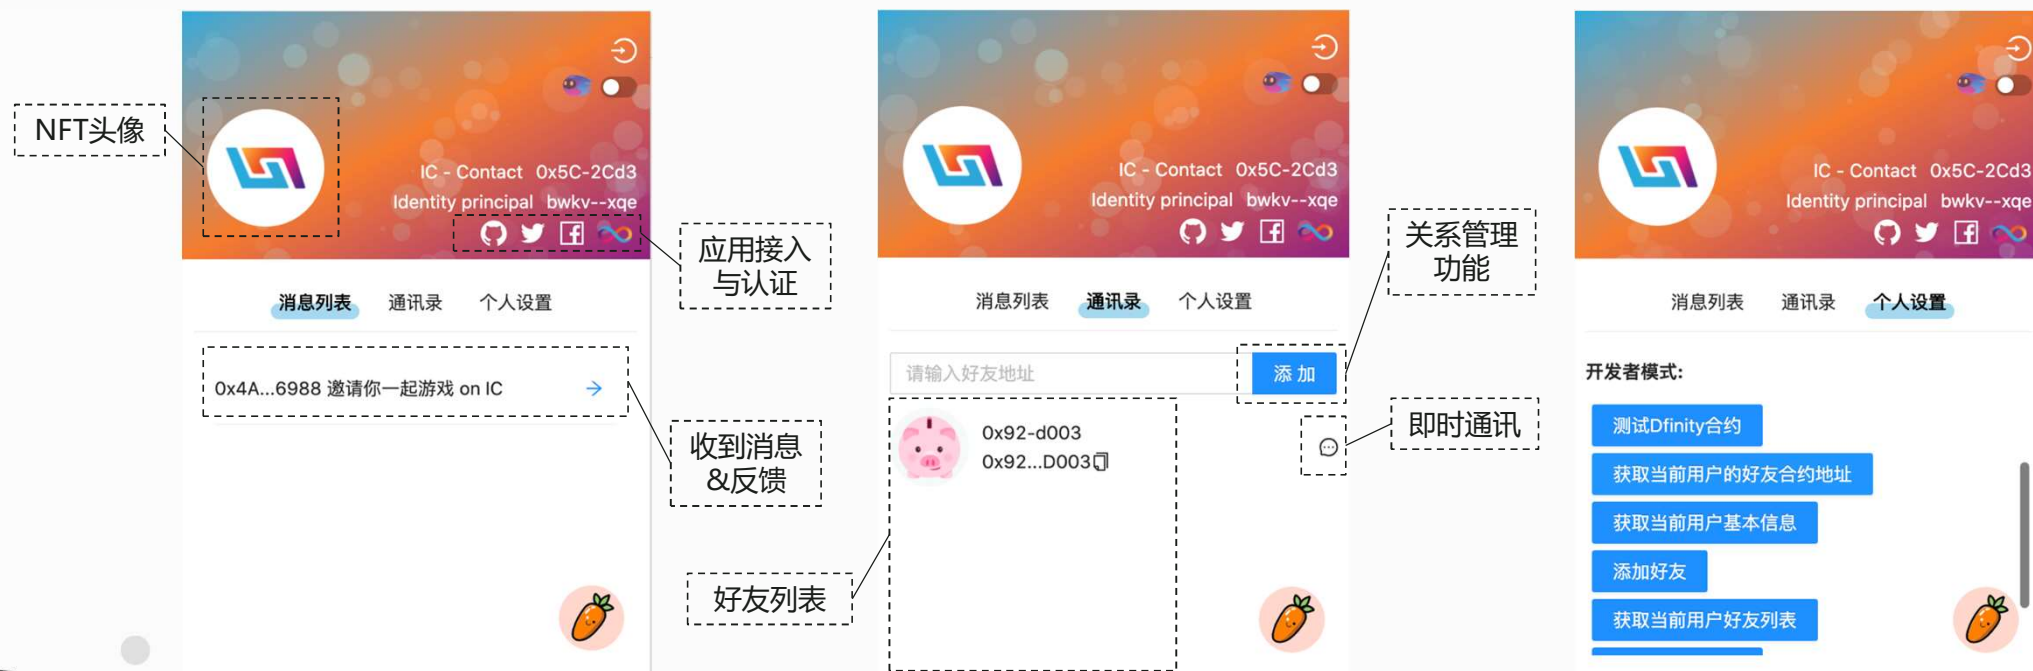 NFT头像
IC - Contact 0x5C-2Cd3
Identity principal bwkv--xqe
应用接入
与认证
消息列表 通讯录 个人设置
0x4A...6988 邀请你一起游戏 on IC
收到消息
&反馈
IC - Contact 0x5C-2Cd3
Identity principal bwkv--xqe
关系管理
功能
消息列表 通讯录 个人设置
请输入好友地址
添加
0x92-d003
0x92...D003
即时通讯
好友列表
IC - Contact 0x5C-2Cd3
Identity principal bwkv--xqe
消息列表 通讯录 个人设置
开发者模式:
测试Dfinity合约
获取当前用户的好友合约地址
获取当前用户基本信息
添加好友
获取当前用户好友列表